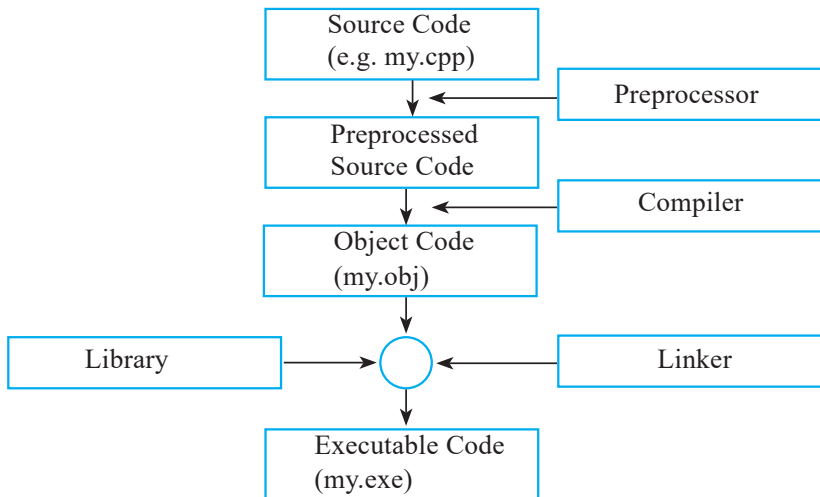 Source Code
(e.g. my.cpp)
Preprocessor
Preprocessed
Source Code
Compiler
Object Code
(my.obj)
Library
Linker
Executable Code
(my.exe)